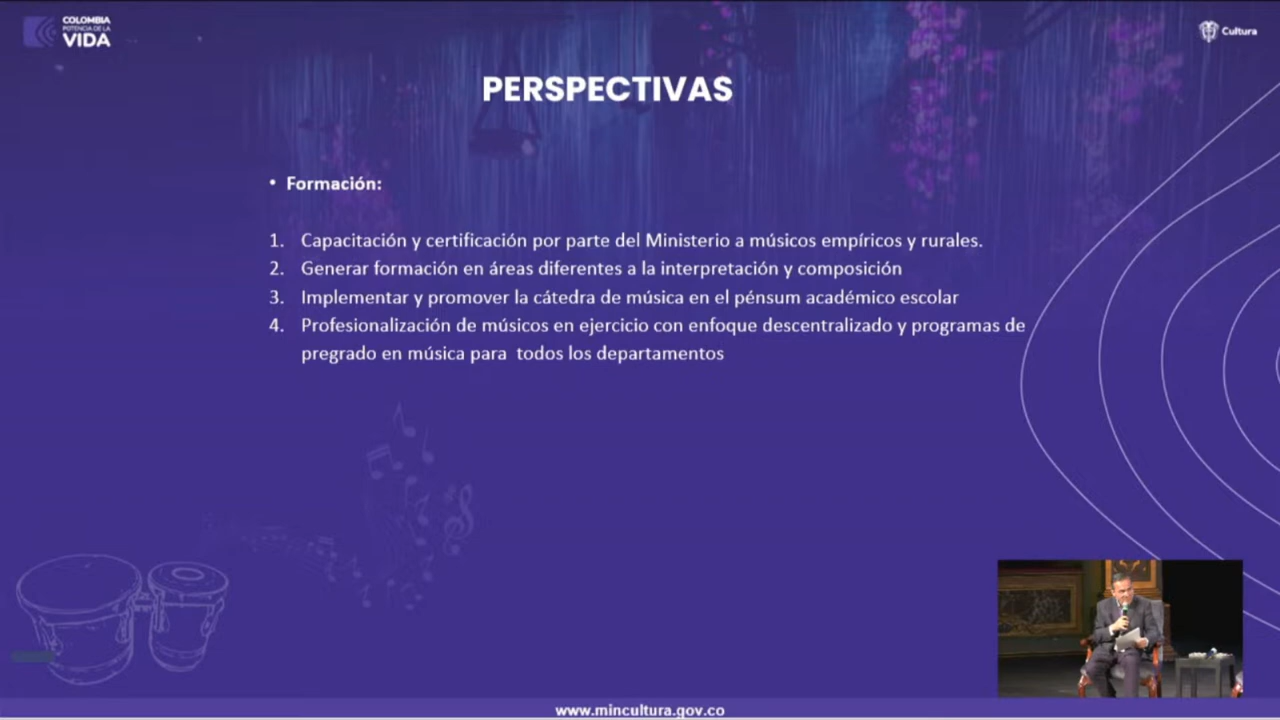 COLOMBIA
POTENCIA DE LA
VIDA
Cultura
PERSPECTIVAS
• Formación:
1. Capacitación y certificación por parte del Ministerio a músicos empíricos y rurales.
2. Generar formación en áreas diferentes a la interpretación y composición
3. Implementar y promover la cátedra de música en el pénsum académico escolar
4. Profesionalización de músicos en ejercicio con enfoque descentralizado y programas de
pregrado en música para todos los departamentos
www.mincultura.gov.co